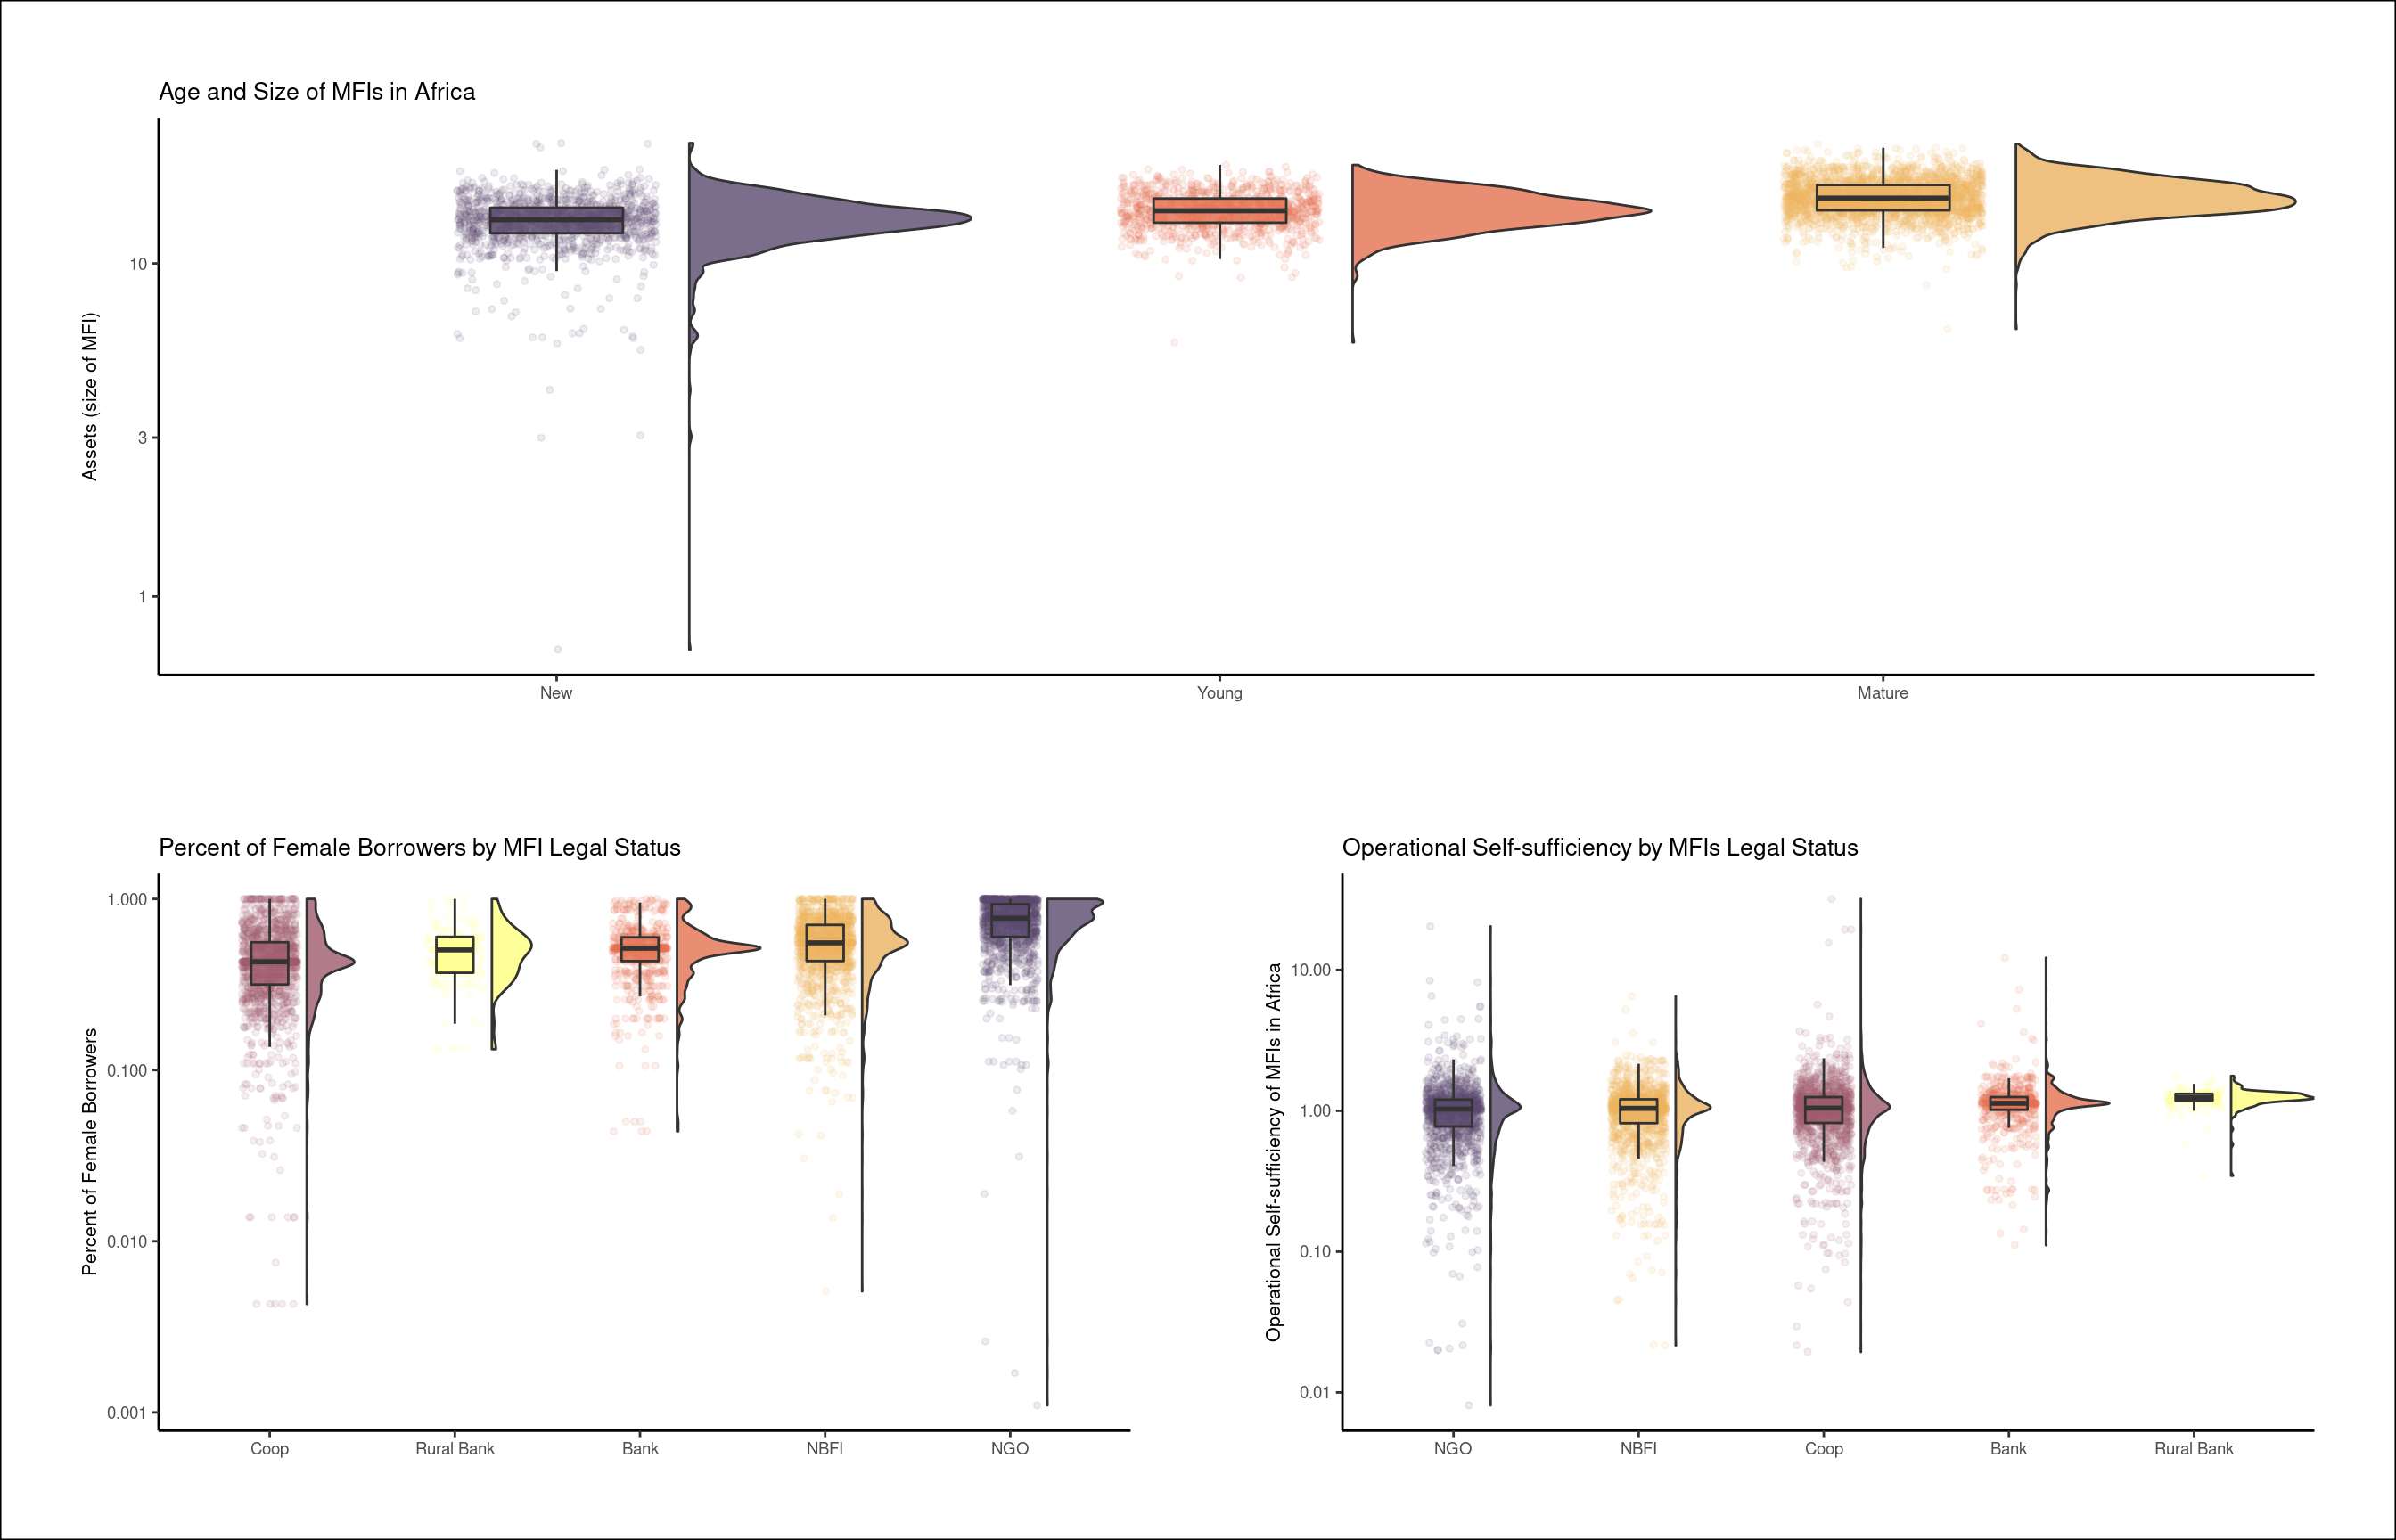 Age and Size of MFIs in Africa
Assets (size of MFI)
10
3
1
New
Young
Mature
Percent of Female Borrowers by MFI Legal Status
Percent of Female Borrowers
1.000
0.100
0.010
0.001
Coop
Rural Bank
Bank
NBFI
NGO
Operational Self-sufficiency by MFIs Legal Status
Operational Self-sufficiency of MFIs in Africa
10.00
1.00
0.10
0.01
NGO
NBFI
Coop
Bank
Rural Bank